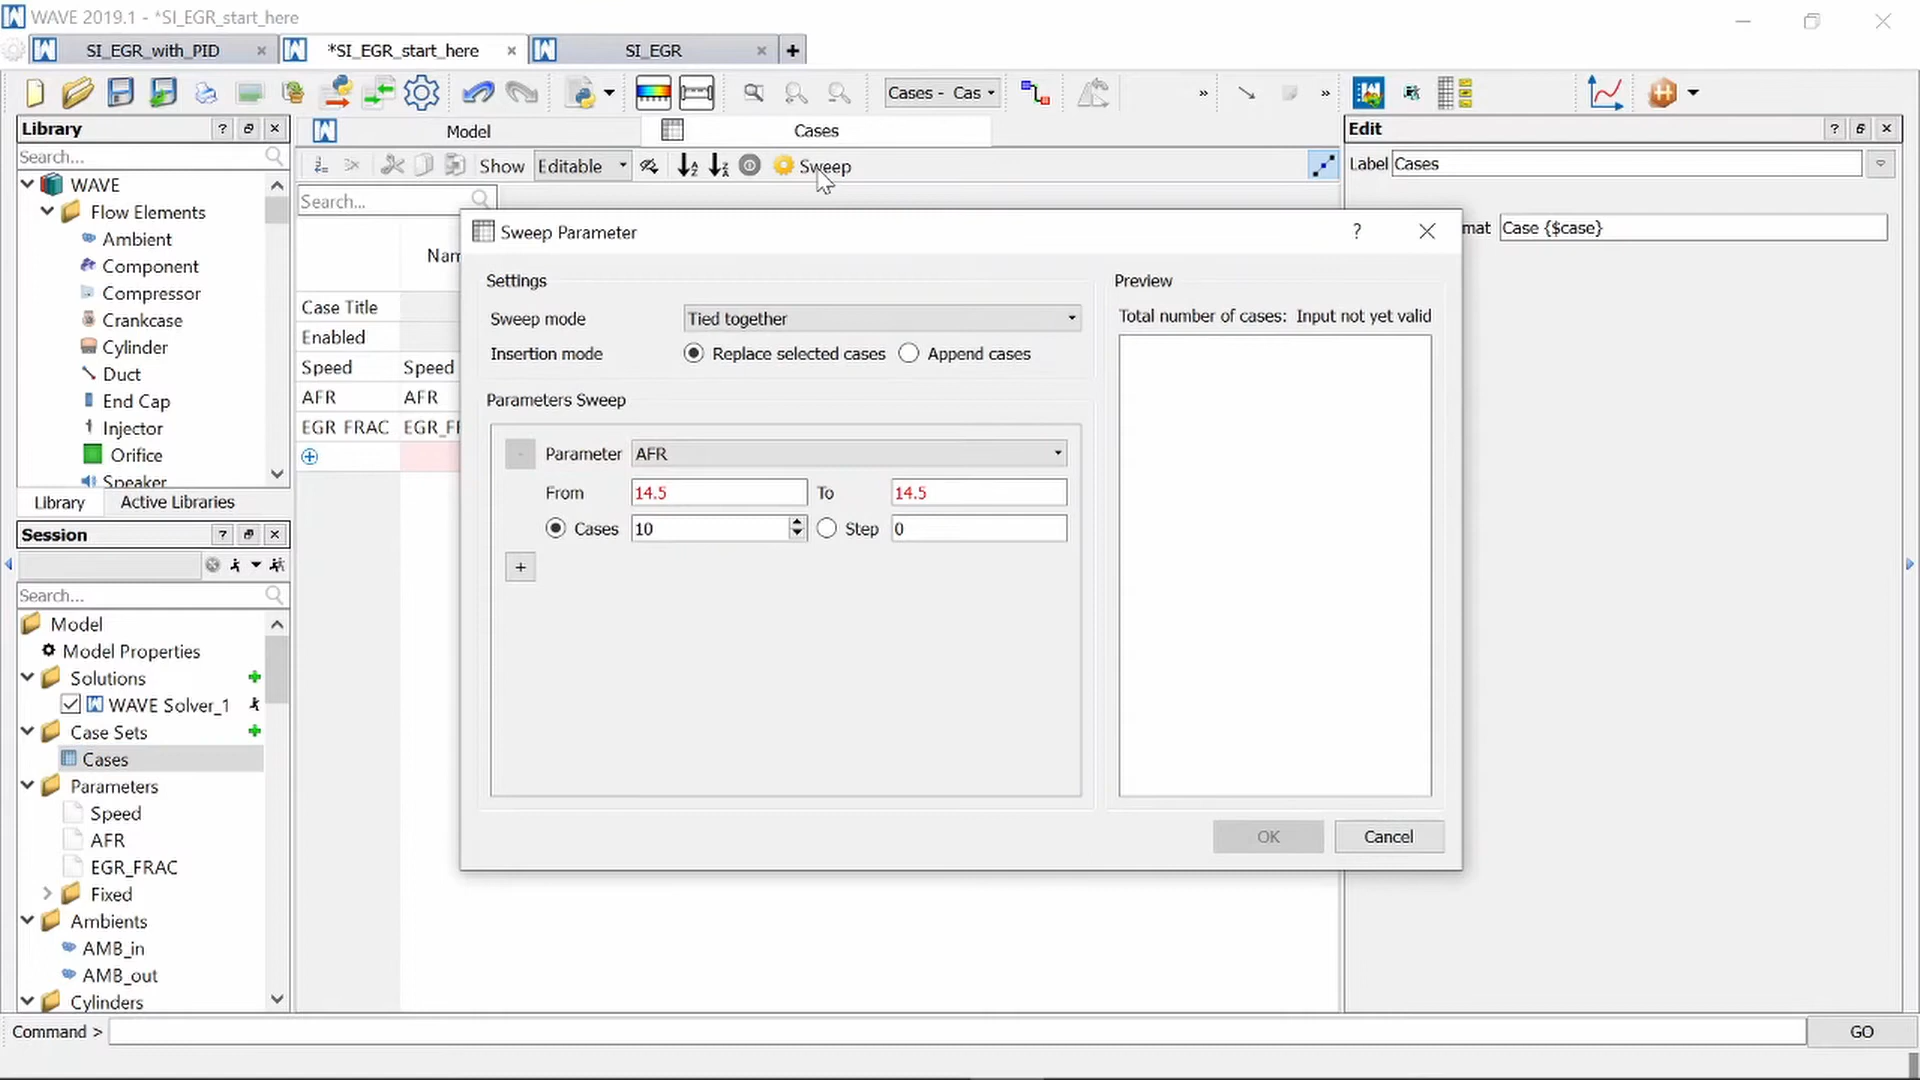 WAVE 2019.1 - *SI_EGR_start_here
SI_EGR_with_PID
*SI_EGR_start_here
SI_EGR
Cases - Cas
Library
Search...
WAVE
Flow Elements
Ambient
Component
Compressor
Crankcase
Cylinder
Duct
End Cap
Injector
Orifice
Speaker
Library Active Libraries
Session
Search...
Model
Model Properties
Solutions
WAVE Solver_1
Case Sets
Cases
Parameters
Speed
AFR
EGR_FRAC
Fixed
Ambients
AMB_in
AMB_out
Cylinders
Model
Cases
Show Editable Sweep
Search...
Nam
Case Title
Enabled
Speed Speed
AFR AFR
EGR FRAC EGR_FI
Sweep Parameter
?
Settings
Sweep mode Tied together
Insertion mode Replace selected cases Append cases
Parameters Sweep
Parameter AFR
From 14.5 To 14.5
Cases 10 Step 0
+
Preview
Total number of cases: Input not yet valid
OK Cancel
Edit
Label Cases
mat Case {$case}
Command >
GO